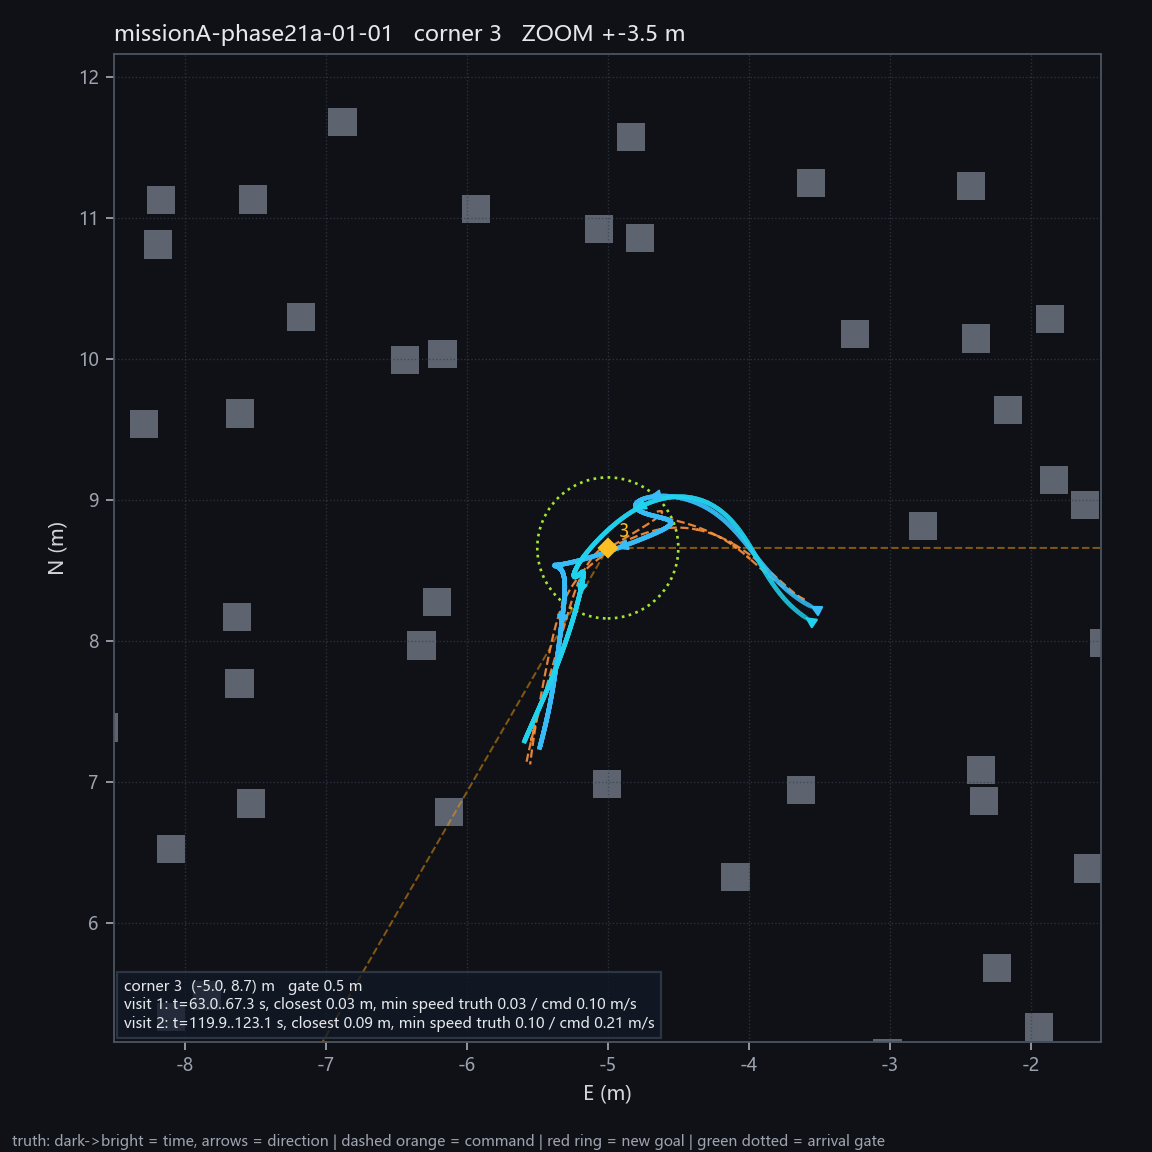 missionA-phase21a-01-01   corner 3   ZOOM +-3.5 m
12
11
10
9
8
7
6
N (m)
3
corner 3  (-5.0, 8.7) m   gate 0.5 m
visit 1: t=63.0..67.3 s, closest 0.03 m, min speed truth 0.03 / cmd 0.10 m/s
visit 2: t=119.9..123.1 s, closest 0.09 m, min speed truth 0.10 / cmd 0.21 m/s
-8 -7 -6 -5 -4 -3 -2
E (m)
truth: dark->bright = time, arrows = direction | dashed orange = command | red ring = new goal | green dotted = arrival gate